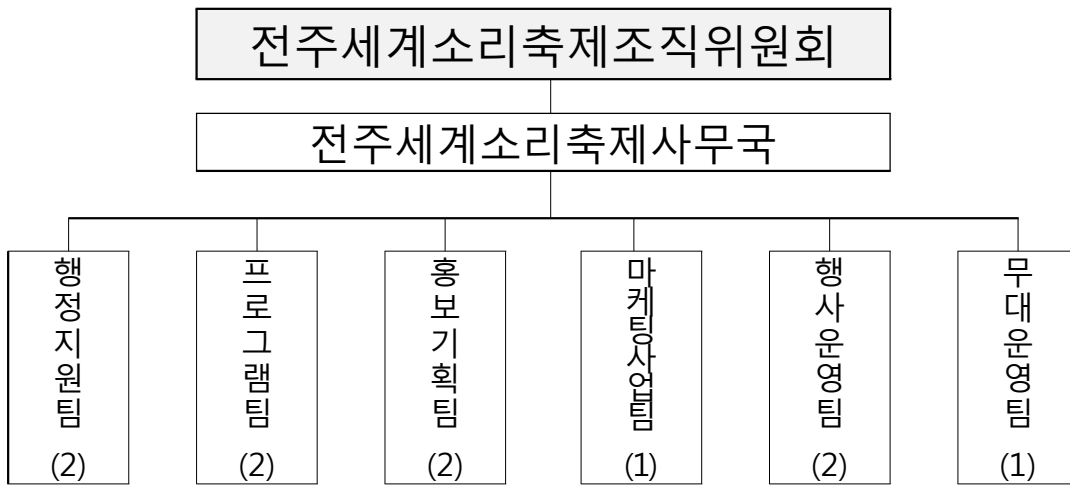 전주세계소리축제조직위원회
전주세계소리축제사무국
행정지원팀
(2)
프로그램팀
(2)
홍보기획팀
(2)
마케팅사업팀
(1)
행사운영팀
(2)
무대운영팀
(1)